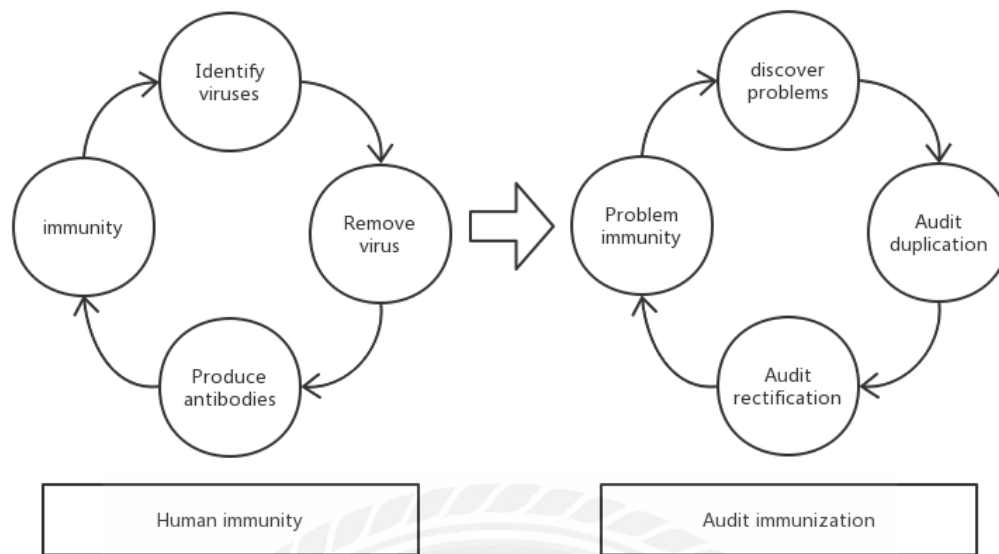 Identify
viruses
Remove
virus
Produce
antibodies
immunity
discover
problems
Audit
duplication
Audit
rectification
Problem
immunity
Human immunity
Audit immunization